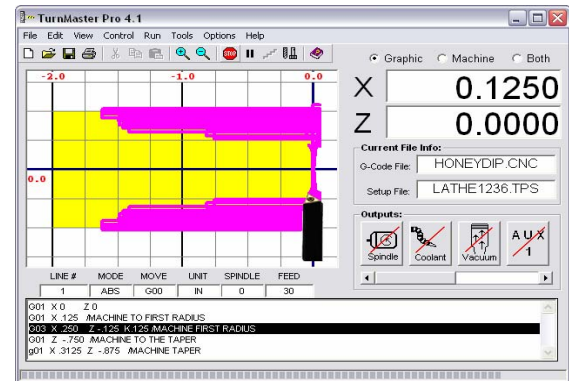 TurnMaster Pro 4.1
File Edit View Control Run Tools Options Help
STOP
Graphic Machine Both
-2.0 -1.0 0.0
0.0
X 0.1250
Z 0.0000
Current File Info:
G-Code File: HONEYDIP.CNC
Setup File: LATHE1236.TPS
Outputs:
Spindle Coolant Vacuum AUX 1
LINE # MODE MOVE UNIT SPINDLE FEED
1 ABS G00 IN 0 30
G01 X 0 Z 0
G01 X .125 /MACHINE TO FIRST RADIUS
G03 X .250 Z -.125 K.125 /MACHINE FIRST RADIUS
G01 Z -.750 /MACHINE TO THE TAPER
g01 X .3125 Z -.875 /MACHINE TAPER